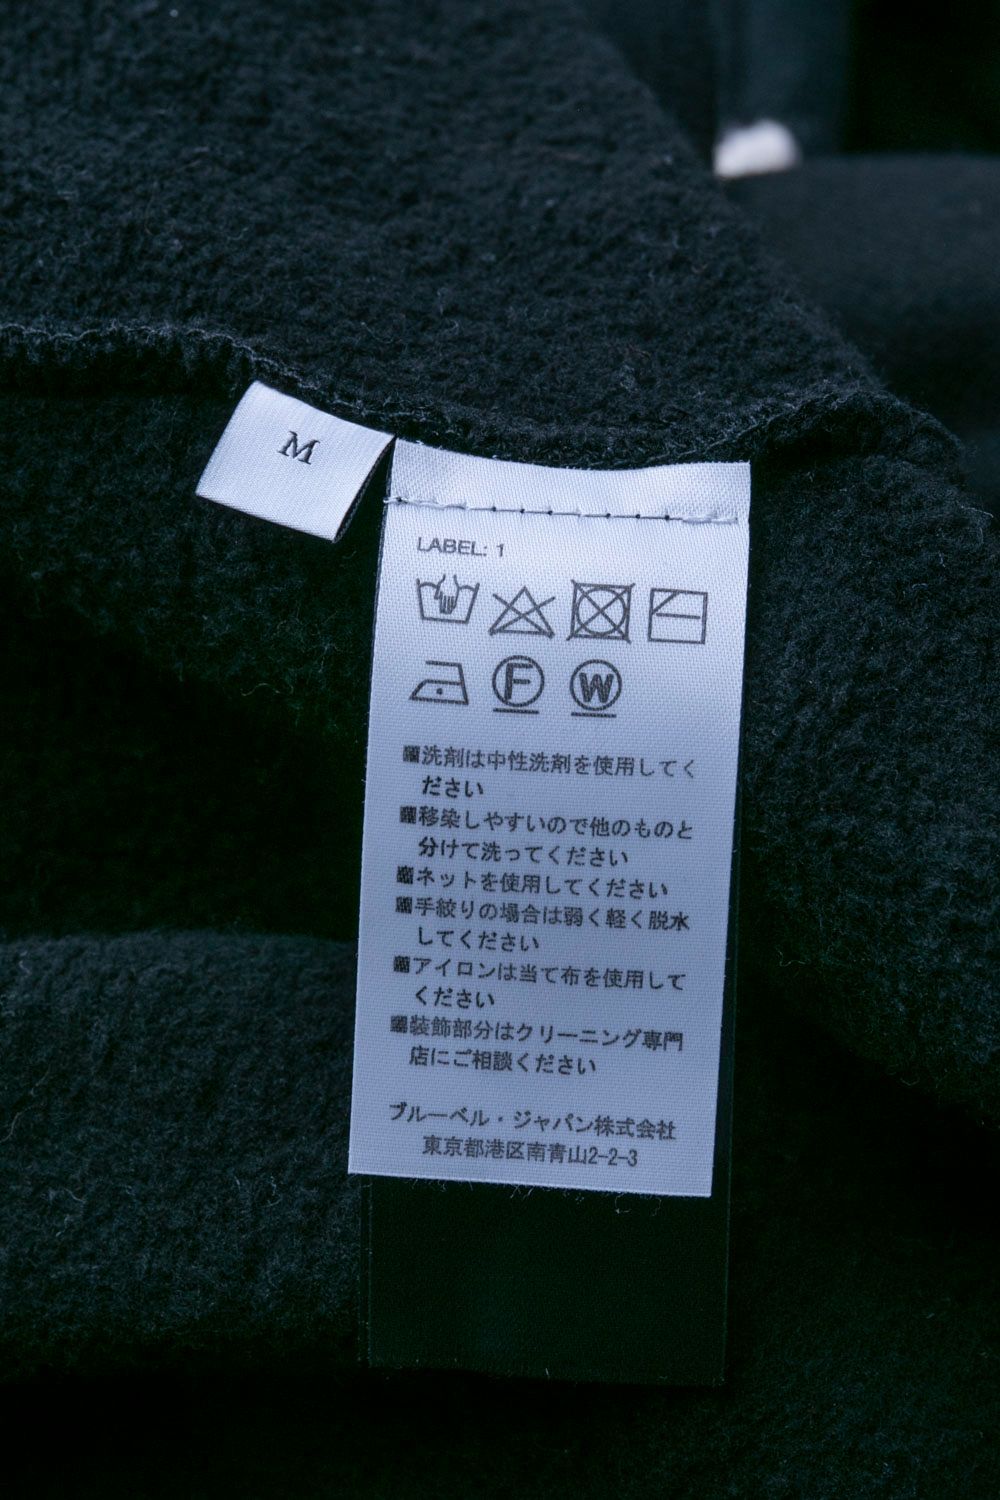 M
LABEL: 1
F
W
洗剤は中性洗剤を使用してく
ださい
移染しやすいので他のものと
分けて洗ってください
ネットを使用してください
手絞りの場合は弱く軽く脱水
してください
アイロンは当て布を使用して
ください
装飾部分はクリーニング専門
店にご相談ください
ブルーベル・ジャパン株式会社
東京都港区南青山2-2-3